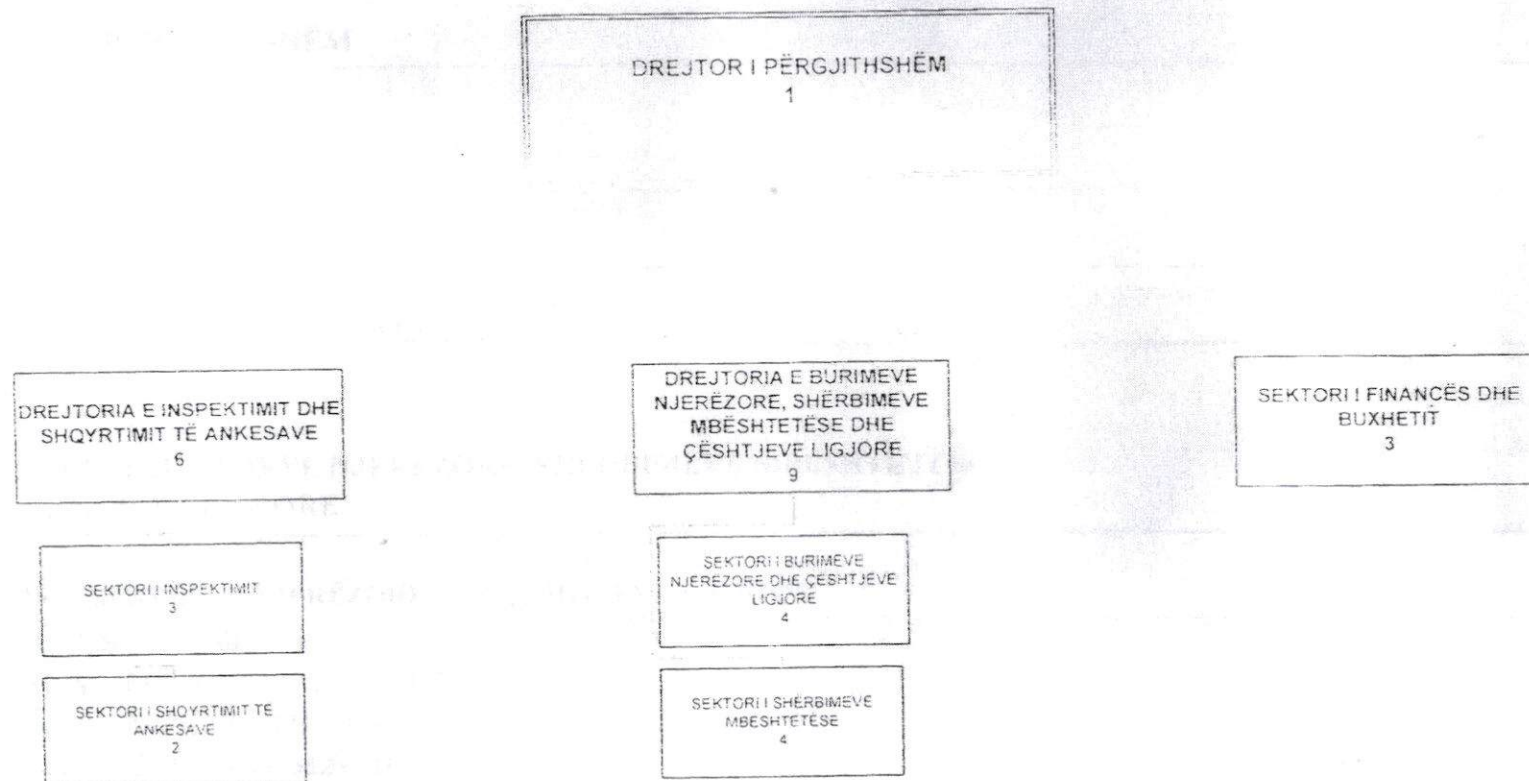 DREJTOR I PËRGJITHSHËM
1
DREJTORIA E INSPEKTIMIT DHE
SHQYRTIMIT TË ANKESAVE
6
DREJTORIA E BURIMEVE
NJERËZORE, SHËRBIMEVE
MBËSHTETËSE DHE
ÇËSHTJEVE LIGJORE
9
SEKTORI I FINANCËS DHE
BUXHETIT
3
SEKTORI I INSPEKTIMIT
3
SEKTORI I SHQYRTIMIT TË
ANKESAVE
2
SEKTORI I BURIMEVE
NJERËZORE DHE ÇËSHTJEVE
LIGJORE
4
SEKTORI I SHËRBIMEVE
MBËSHTETËSE
4